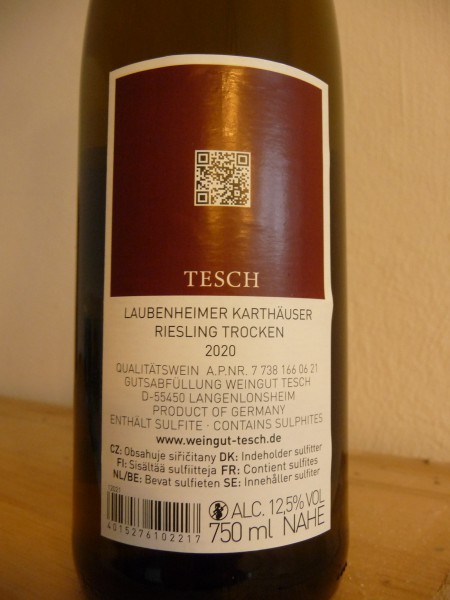 TESCH
LAUBENHEIMER KARTHÄUSER
RIESLING TROCKEN
2020
QUALITÄTSWEIN A.P.NR. 7 738 166 06 21
GUTSABFÜLLUNG WEINGUT TESCH
D-55450 LANGENLONSHEIM
PRODUCT OF GERMANY
ENTHÄLT SULFITE · CONTAINS SULPHITES
www.weingut-tesch.de
CZ: Obsahuje siřičitany DK: Indeholder sulfitter
FI: Sisältää sulfiitteja FR: Contient sulfites
NL/BE: Bevat sulfieten SE: Innehåller sulfiter
12021
4015276102217
ALC. 12,5% VOL
750 ml NAHE